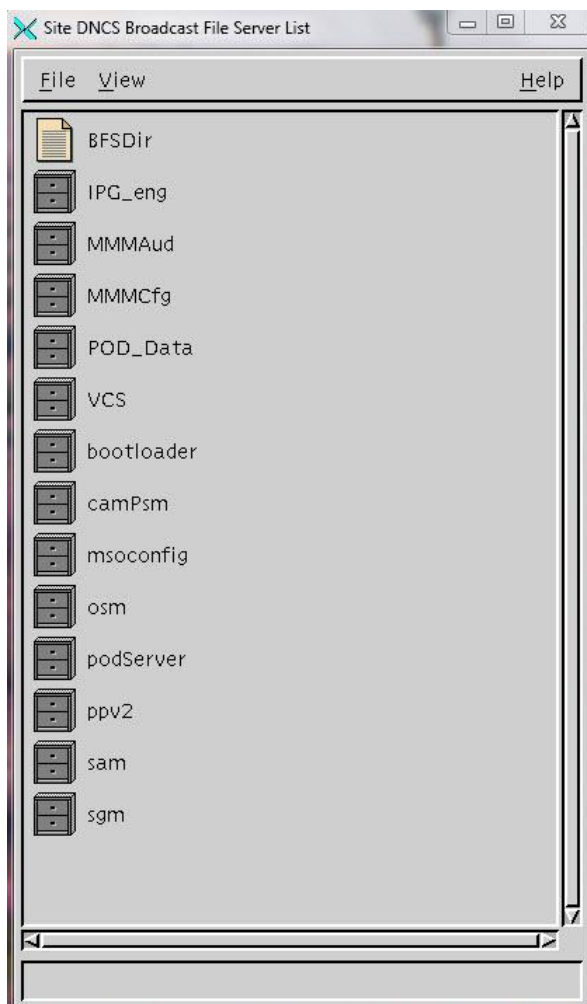 Site DNCS Broadcast File Server List
File View Help
BFSDir
IPG_eng
MMMAud
MMMCfg
POD_Data
VCS
bootloader
camPsm
msoconfig
osm
podServer
ppv2
sam
sgm